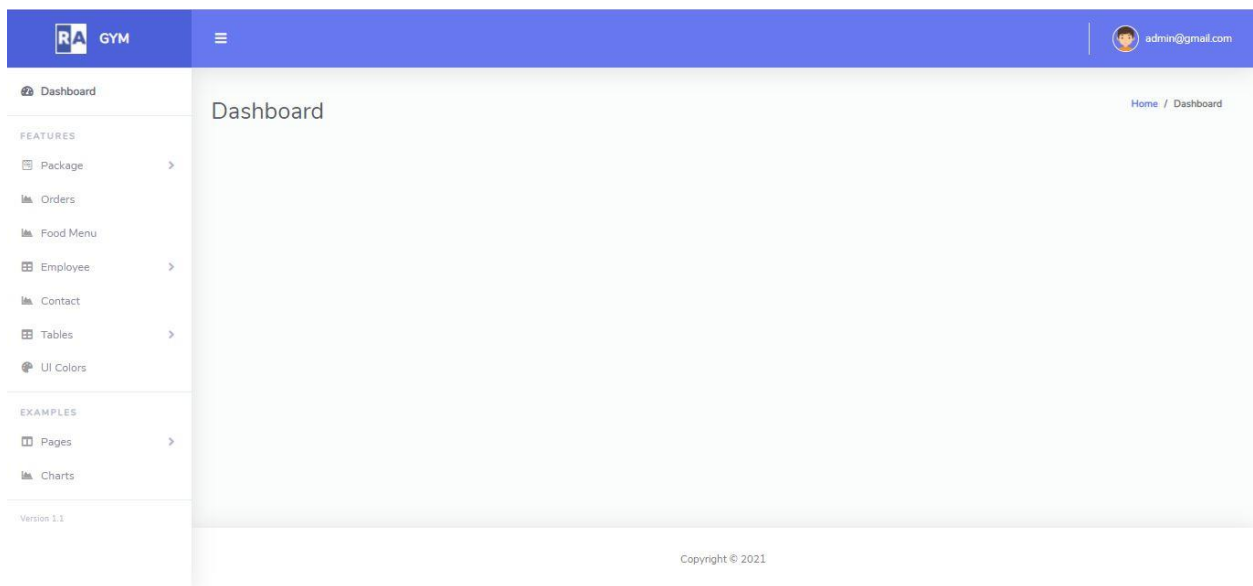 RA GYM
admin@gmail.com
Dashboard
Dashboard
Home / Dashboard
FEATURES
Package
Orders
Food Menu
Employee
Contact
Tables
UI Colors
EXAMPLES
Pages
Charts
Version 1.1
Copyright © 2021